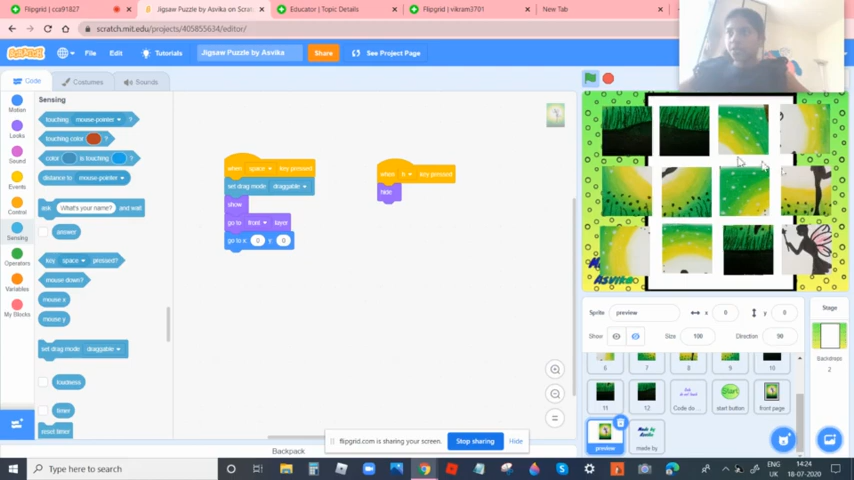 Flipgrid | cca91827
Jigsaw Puzzle by Asvika on Scra
Educator | Topic Details
Flipgrid | vikram3701
New Tab
scratch.mit.edu/projects/405855634/editor/
File
Edit
Tutorials
Jigsaw Puzzle by Asviks
Share
See Project Page
Code
Costumes
Sounds
Motion
Looks
Sound
Events
Control
Sensing
Operators
Variables
My Blocks
Sensing
touching mouse-pointer ?
touching color ?
color is touching ?
distance to mouse-pointer
ask What's your name? and wait
answer
key space pressed?
mouse down?
mouse x
mouse y
set drag mode draggable
loudness
timer
reset timer
when space key pressed
set drag mode draggable
show
go to front layer
go to x: 0 y: 0
when h key pressed
hide
Asvika
Sprite
preview
x 0
y 0
Show
Size 100
Direction 90
Stage
Backdrops
2
6
7
8
9
10
11
12
Code do...
start button
front page
preview
made by
Made by
Asvika
Start
flipgrid.com is sharing your screen.
Stop sharing
Hide
Backpack
Type here to search
ENG
UK
14:24
18-07-2020